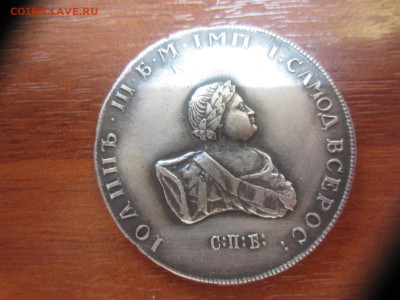 COINS.LAVE.RU
IОАННЪ · III · Б · М · IМП · I : САМОД ВСЕРОС :
С:П:Б: